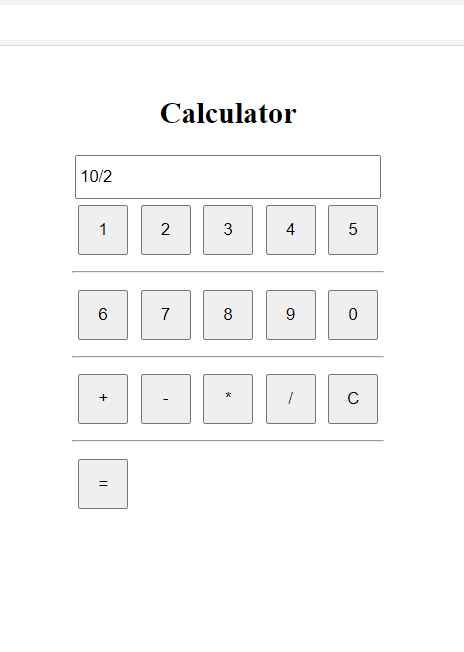 Calculator
10/2
1 2 3 4 5
6 7 8 9 0
+ - * / C
=